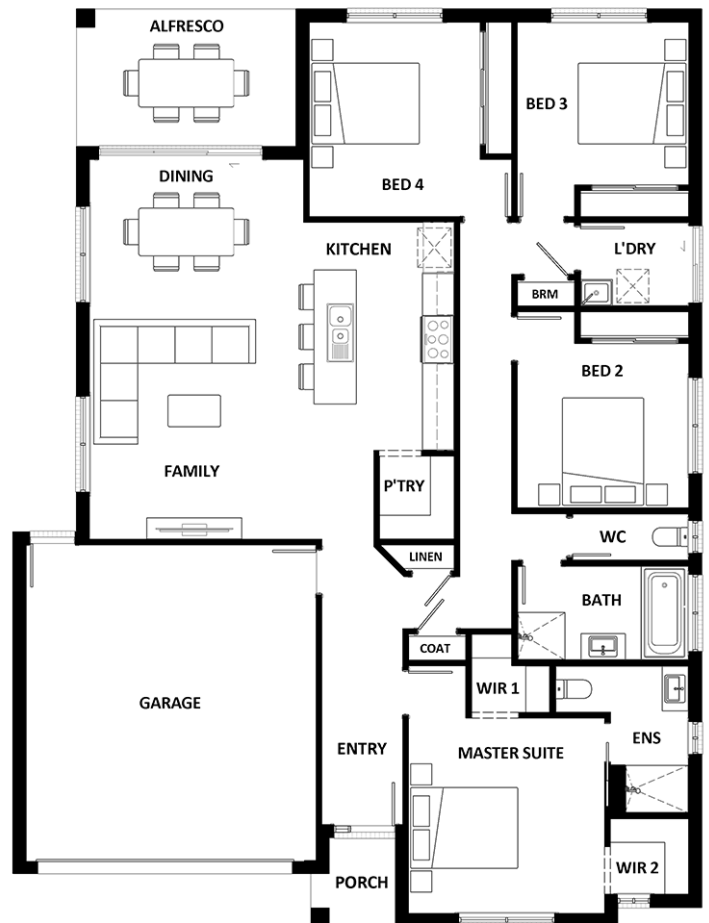 ALFRESCO
BED 3
DINING
BED 4
KITCHEN
L'DRY
BRM
BED 2
FAMILY
P'TRY
WC
LINEN
BATH
COAT
WIR 1
GARAGE
ENS
ENTRY
MASTER SUITE
WIR 2
PORCH